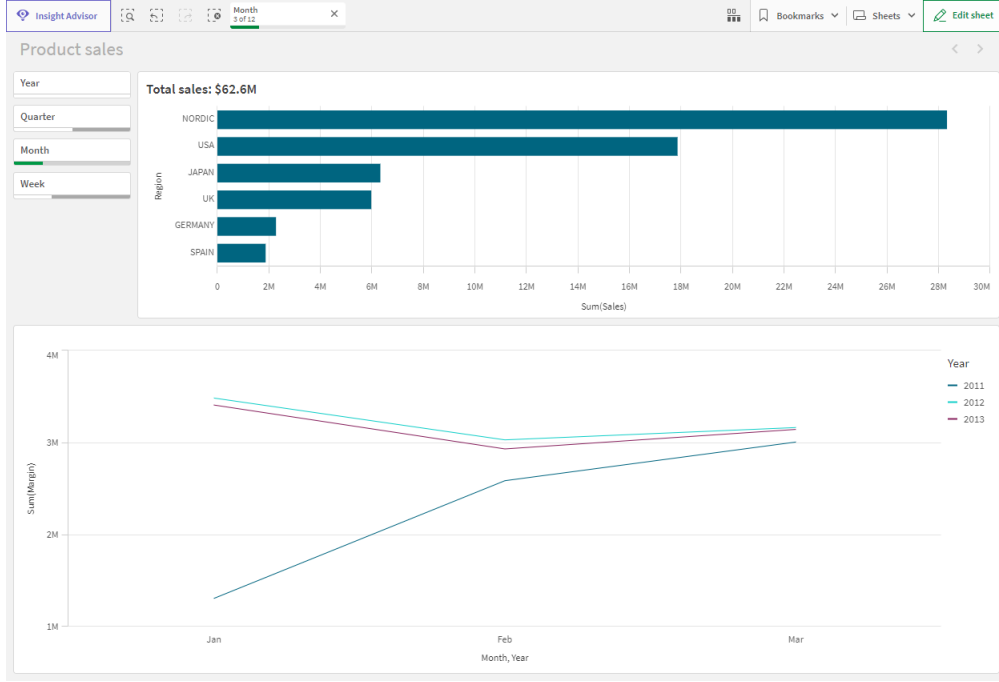 Insight Advisor
Month
3 of 12
Bookmarks
Sheets
Edit sheet
Product sales
Year
Quarter
Month
Week
Total sales: $62.6M
Region
NORDIC
USA
JAPAN
UK
GERMANY
SPAIN
0 2M 4M 6M 8M 10M 12M 14M 16M 18M 20M 22M 24M 26M 28M 30M
Sum(Sales)
Sum(Margin)
4M
3M
2M
1M
Jan Feb Mar
Month, Year
Year
2011
2012
2013